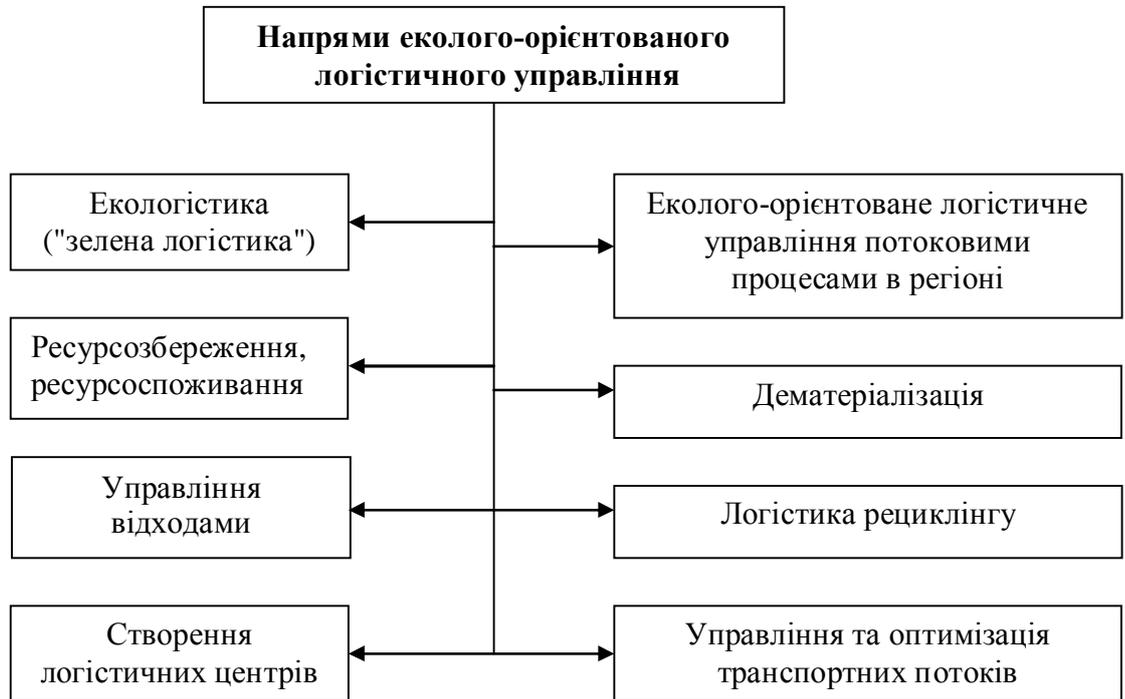 Напрями еколого-орієнтованого
логістичного управління
Екологістика
("зелена логістика")
Еколого-орієнтоване логістичне
управління потоковими
процесами в регіоні
Ресурсозбереження,
ресурсоспоживання
Дематеріалізація
Управління
відходами
Логістика рециклінгу
Створення
логістичних центрів
Управління та оптимізація
транспортних потоків